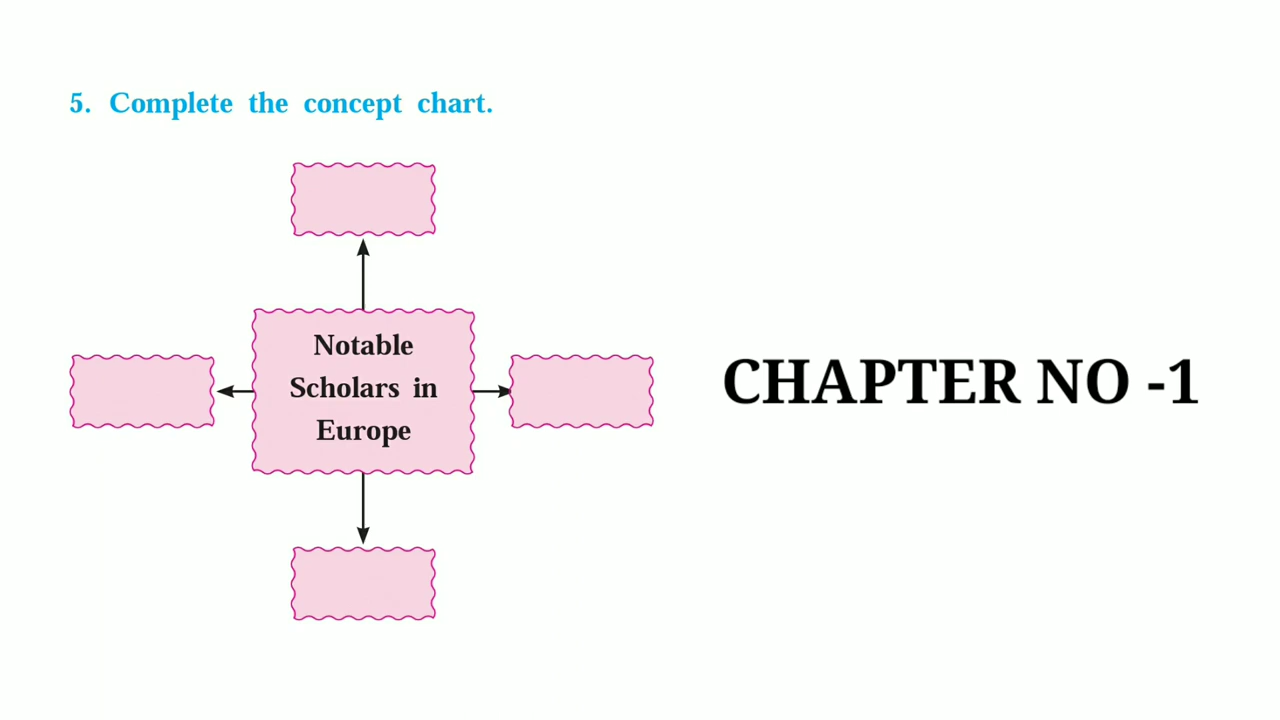 5. Complete the concept chart.
Notable
Scholars in
Europe
CHAPTER NO -1